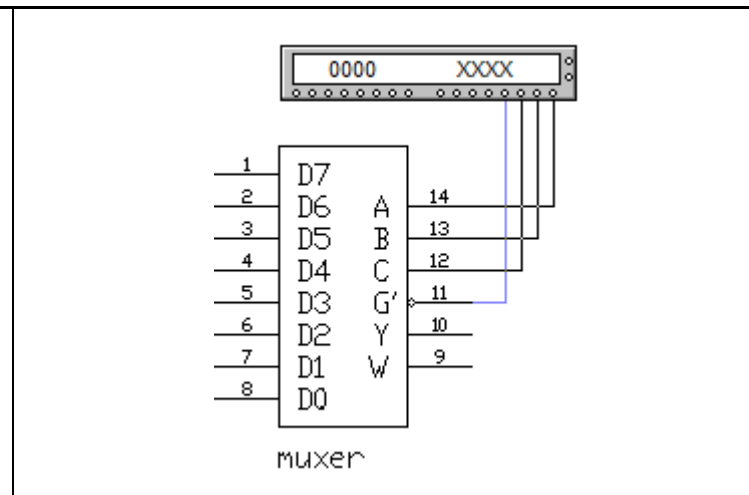 0000 XXXX
1 D7
2 D6 A 14
3 D5 B 13
4 D4 C 12
5 D3 G' 11
6 D2 Y 10
7 D1 W 9
8 D0
muxer